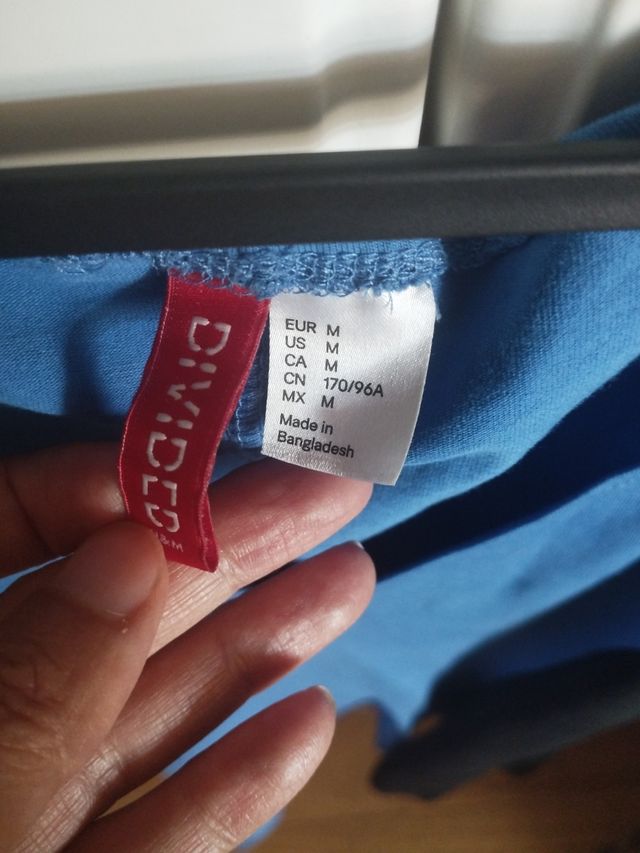 DIVIDED
H&M
EUR M
US M
CA M
CN 170/96A
MX M
Made in
Bangladesh